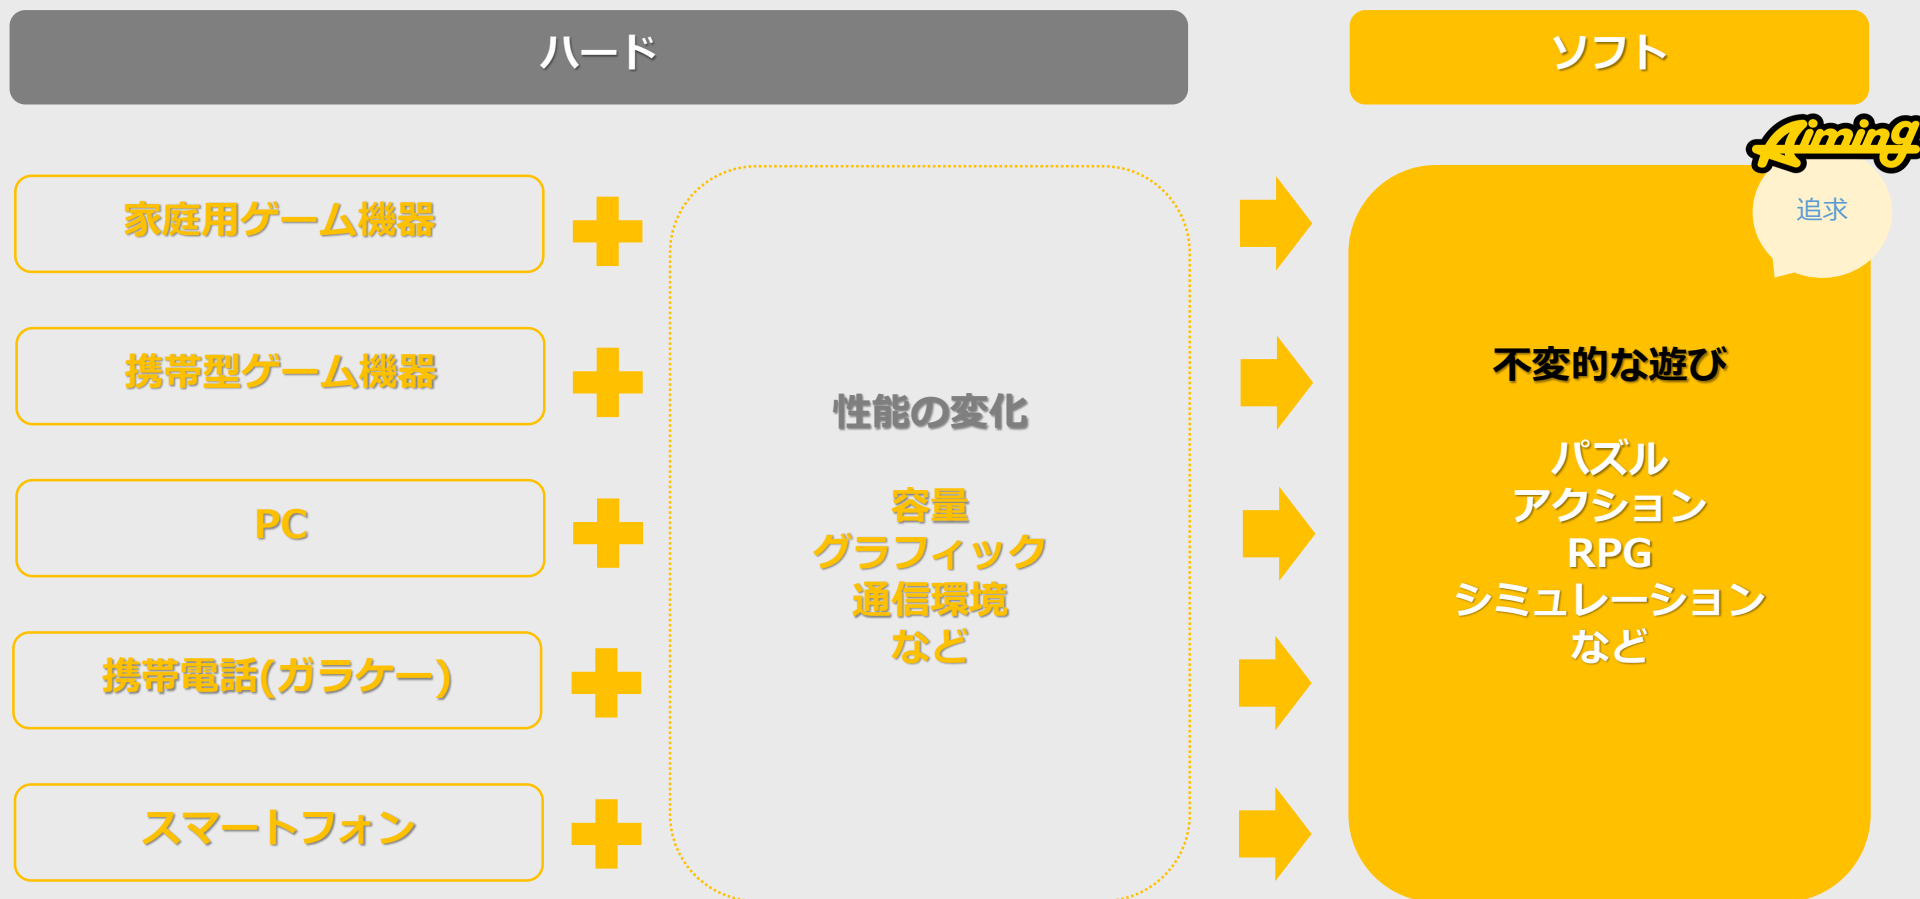 ハード
ソフト
Aiming
追求
家庭用ゲーム機器
携帯型ゲーム機器
PC
携帯電話(ガラケー)
スマートフォン
性能の変化
容量
グラフィック
通信環境
など
不変的な遊び
パズル
アクション
RPG
シミュレーション
など